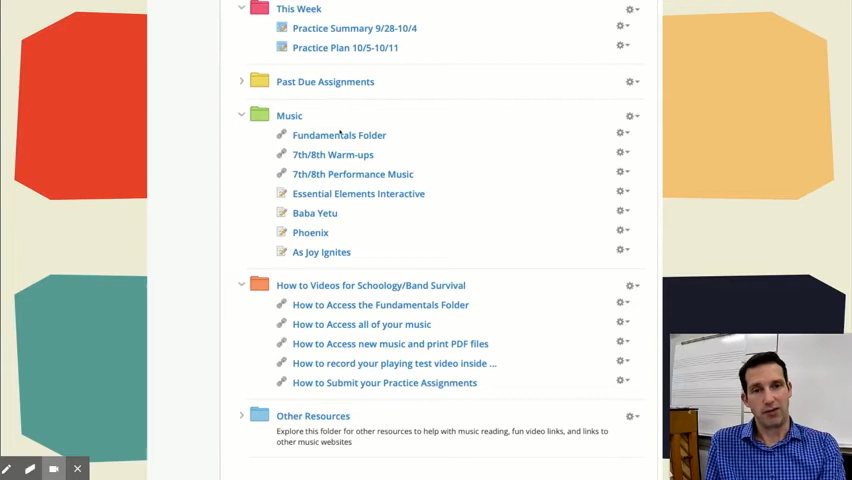 This Week
Practice Summary 9/28-10/4
Practice Plan 10/5-10/11
Past Due Assignments
Music
Fundamentals Folder
7th/8th Warm-ups
7th/8th Performance Music
Essential Elements Interactive
Baba Yetu
Phoenix
As Joy Ignites
How to Videos for Schoology/Band Survival
How to Access the Fundamentals Folder
How to Access all of your music
How to Access new music and print PDF files
How to record your playing test video inside ...
How to Submit your Practice Assignments
Other Resources
Explore this folder for other resources to help with music reading, fun video links, and links to
other music websites